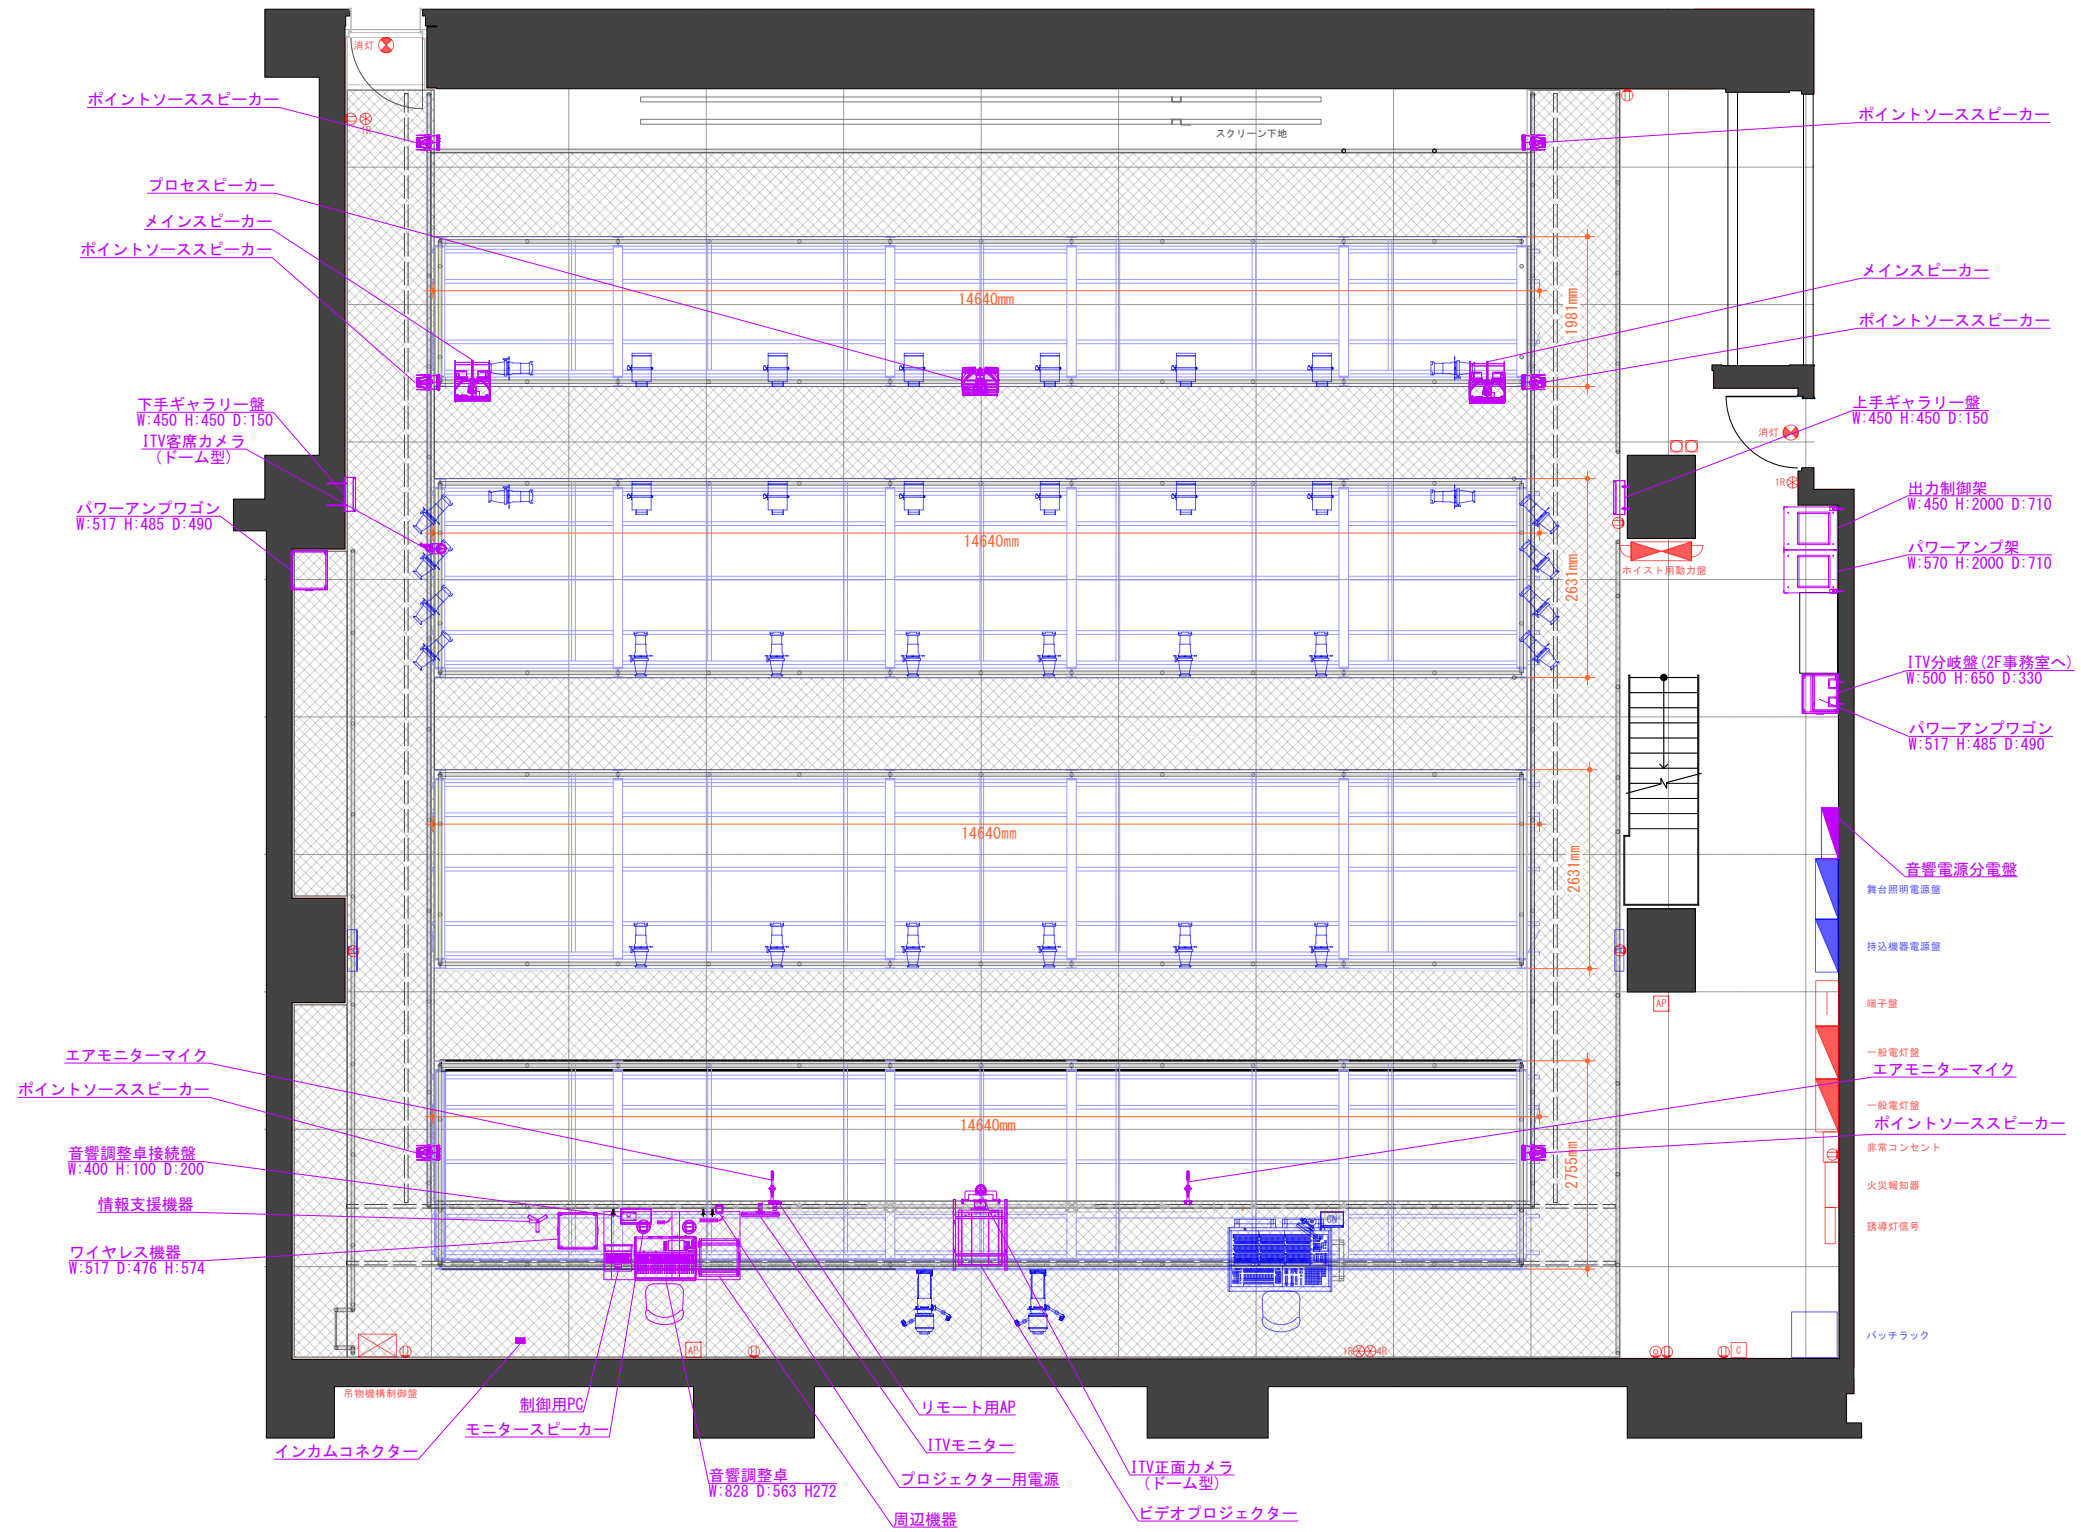 消灯
ポイントソーススピーカー
ポイントソーススピーカー
1R
スクリーン下地
プロセスピーカー
メインスピーカー
ポイントソーススピーカー
メインスピーカー
14640mm
1981mm
ポイントソーススピーカー
下手ギャラリー盤
W:450 H:450 D:150
ITV客席カメラ
(ドーム型)
上手ギャラリー盤
W:450 H:450 D:150
消灯
1R
パワーアンプワゴン
W:517 H:485 D:490
出力制御架
W:450 H:2000 D:710
14640mm
2631mm
ホイスト用動力盤
パワーアンプ架
W:570 H:2000 D:710
ITV分岐盤(2F事務室へ)
W:500 H:650 D:330
パワーアンプワゴン
W:517 H:485 D:490
14640mm
2631mm
音響電源分電盤
舞台照明電源盤
持込機器電源盤
AP
端子盤
一般電灯盤
エアモニターマイク
エアモニターマイク
ポイントソーススピーカー
一般電灯盤
14640mm
2755mm
ポイントソーススピーカー
音響調整卓接続盤
W:400 H:100 D:200
非常コンセント
火災報知器
情報支援機器
誘導灯信号
ワイヤレス機器
W:517 D:476 H:574
パッチラック
AP
1R
4R
C
吊物機構制御盤
制御用PC
リモート用AP
モニタースピーカー
ITVモニター
インカムコネクター
音響調整卓
W:828 D:563 H272
プロジェクター用電源
ITV正面カメラ
(ドーム型)
周辺機器
ビデオプロジェクター